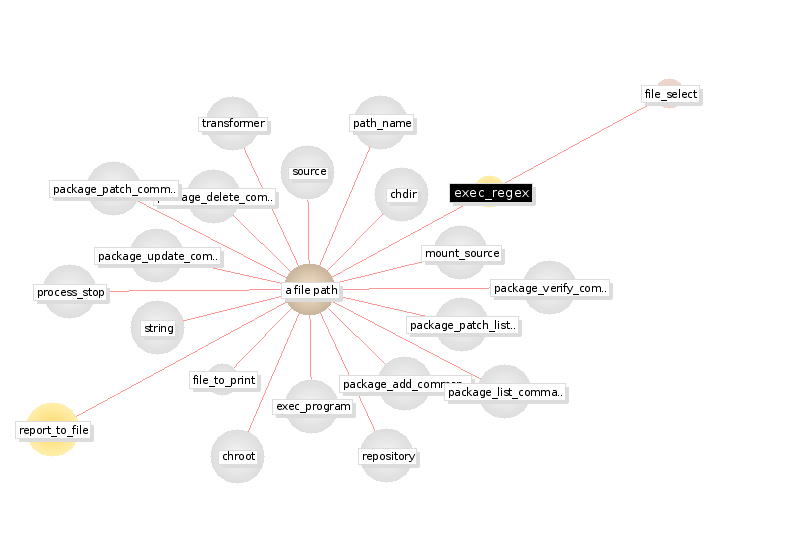 file_select
transformer
path_name
source
package_patch_comm..
age_delete_com..
chdir
exec_regex
package_update_com..
mount_source
process_stop
a file path
package_verify_com..
string
package_patch_list..
file_to_print
package_add_comman
package_list_comma..
exec_program
report_to_file
chroot
repository